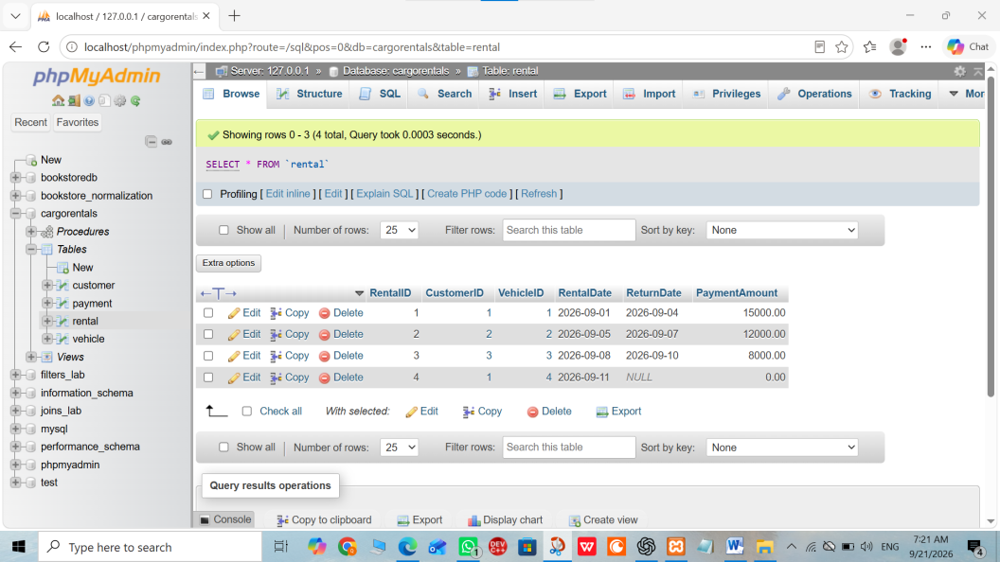 localhost / 127.0.0.1 / cargorentals
localhost/phpmyadmin/index.php?route=/sql&pos=0&db=cargorentals&table=rental
Chat
phpMyAdmin
Recent Favorites
New
bookstoredb
bookstore_normalization
cargorentals
Procedures
Tables
New
customer
payment
rental
vehicle
Views
filters_lab
information_schema
joins_lab
mysql
performance_schema
phpmyadmin
test
Server: 127.0.0.1 » Database: cargorentals » Table: rental
Browse Structure SQL Search Insert Export Import Privileges Operations Tracking Mor
Showing rows 0 - 3 (4 total, Query took 0.0003 seconds.)
SELECT * FROM `rental`
Profiling [ Edit inline ] [ Edit ] [ Explain SQL ] [ Create PHP code ] [ Refresh ]
Show all | Number of rows: 25 Filter rows: Search this table Sort by key: None
Extra options
←T→ RentalID CustomerID VehicleID RentalDate ReturnDate PaymentAmount
Edit Copy Delete 1 1 1 2026-09-01 2026-09-04 15000.00
Edit Copy Delete 2 2 2 2026-09-05 2026-09-07 12000.00
Edit Copy Delete 3 3 3 2026-09-08 2026-09-10 8000.00
Edit Copy Delete 4 1 4 2026-09-11 NULL 0.00
Check all With selected: Edit Copy Delete Export
Show all | Number of rows: 25 Filter rows: Search this table Sort by key: None
Query results operations
Console Copy to clipboard Export Display chart Create view
Type here to search
1
DEV C++
W
W
ENG
7:21 AM
9/21/2026
4